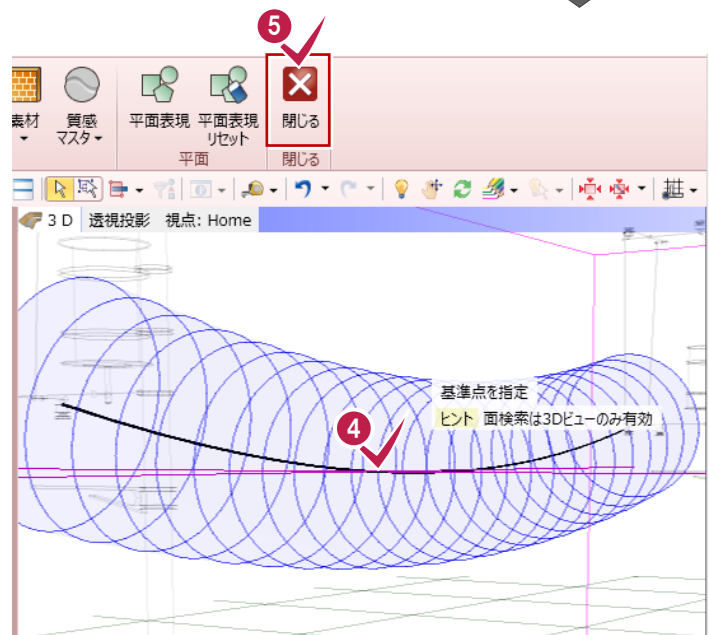 5
素材 質感 マスタ 平面表現 平面表現 リセット 閉じる
平面 閉じる
3 D 透視投影 視点: Home
基準点を指定
ヒント 面検索は3Dビューのみ有効
4